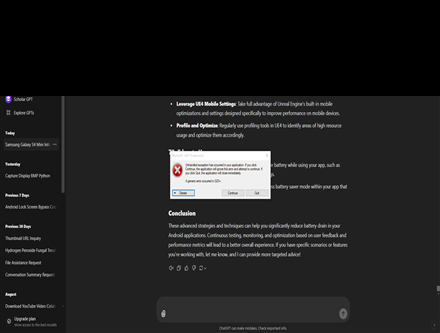 Scholar GPT
Explore GPTs
Today
Samsung Galaxy S4 Mini Intl
Yesterday
Capture Display BMP Python
Previous 7 Days
Android Lock Screen Bypass
Previous 30 Days
Thumbnail URL Inquiry
Hydrogen Peroxide Fungal
File Assistance Request
Conversation Summary Request
August
Download YouTube Video
Upgrade plan
More access to the best models
• Leverage UE4 Mobile Settings: Take full advantage of Unreal Engine's built-in mobile
optimizations and settings designed specifically to improve performance on mobile devices.
• Profile and Optimize: Regularly use profiling tools in UE4 to identify areas of high resource
usage and optimize them accordingly.
battery while using your app, such as
Unhandled exception has occurred in your application. If you click
Continue, the application will ignore this error and attempt to continue. If
you click Quit, the application will close immediately.
A generic error occurred in GDI+.
Details
Continue
Quit
battery saver mode within your app that
Conclusion
These advanced strategies and techniques can help you significantly reduce battery drain in your
Android applications. Continuous testing, monitoring, and optimization based on user feedback and
performance metrics will lead to a better overall experience. If you have specific scenarios or features
you're working with, let me know, and I can provide more targeted advice!
ChatGPT can make mistakes. Check important info.